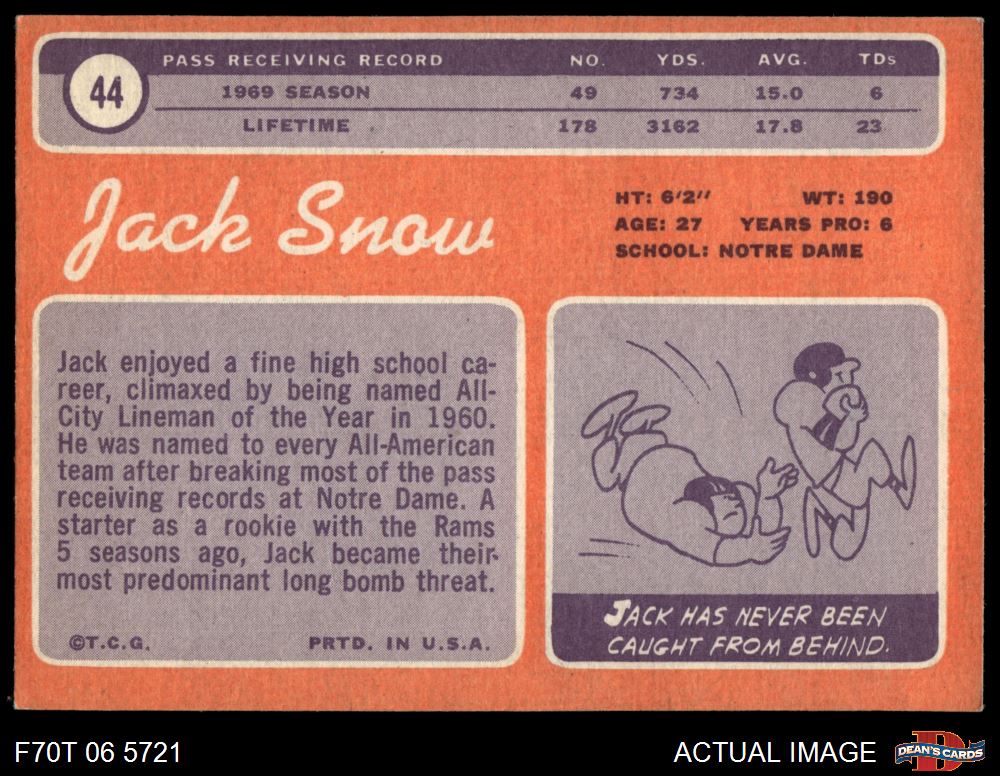 44
PASS RECEIVING RECORD NO. YDS. AVG. TDs
1969 SEASON 49 734 15.0 6
LIFETIME 178 3162 17.8 23
Jack Snow
HT: 6'2" WT: 190
AGE: 27 YEARS PRO: 6
SCHOOL: NOTRE DAME
Jack enjoyed a fine high school ca-
reer, climaxed by being named All-
City Lineman of the Year in 1960.
He was named to every All-American
team after breaking most of the pass
receiving records at Notre Dame. A
starter as a rookie with the Rams
5 seasons ago, Jack became their
most predominant long bomb threat.
©T.C.G. PRTD. IN U.S.A.
JACK HAS NEVER BEEN
CAUGHT FROM BEHIND.
F70T 06 5721 ACTUAL IMAGE DEAN'S CARDS